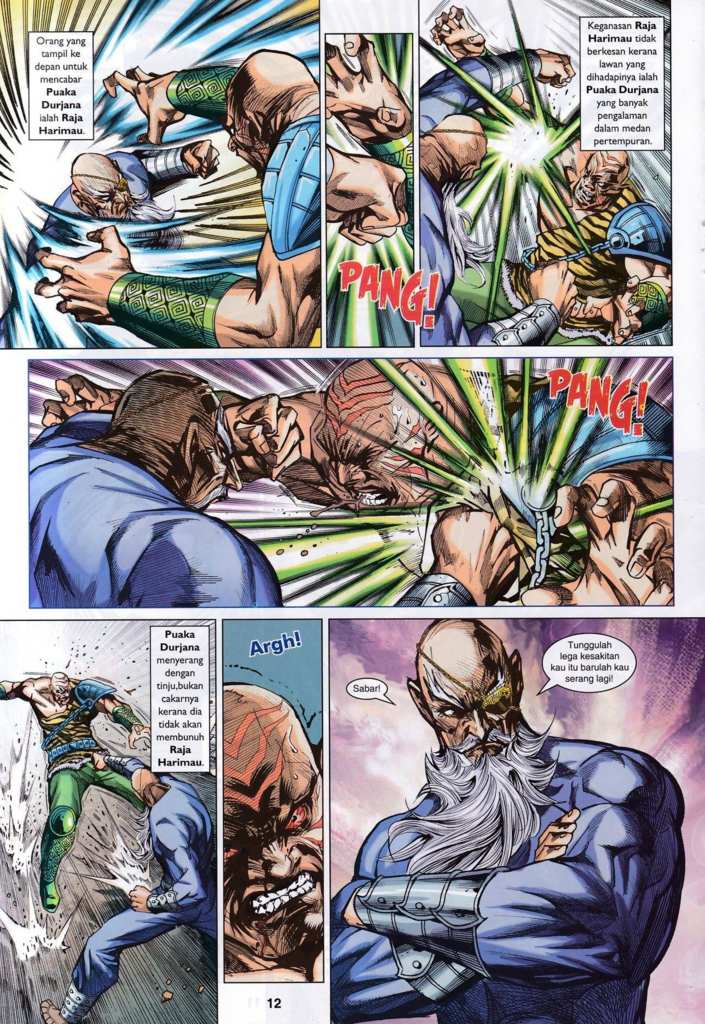 Orang yang
tampil ke
depan untuk
mencabar
Puaka
Durjana
ialah Raja
Harimau.
PANG!
Keganasan Raja
Harimau tidak
berkesan kerana
lawan yang
dihadapinya ialah
Puaka Durjana
yang banyak
pengalaman
dalam medan
pertempuran.
PANG!
Puaka
Durjana
menyerang
dengan
tinju,bukan
cakarnya
kerana dia
tidak akan
membunuh
Raja
Harimau.
Argh!
Sabar!
Tunggulah
lega kesakitan
kau itu barulah kau
serang lagi!
12